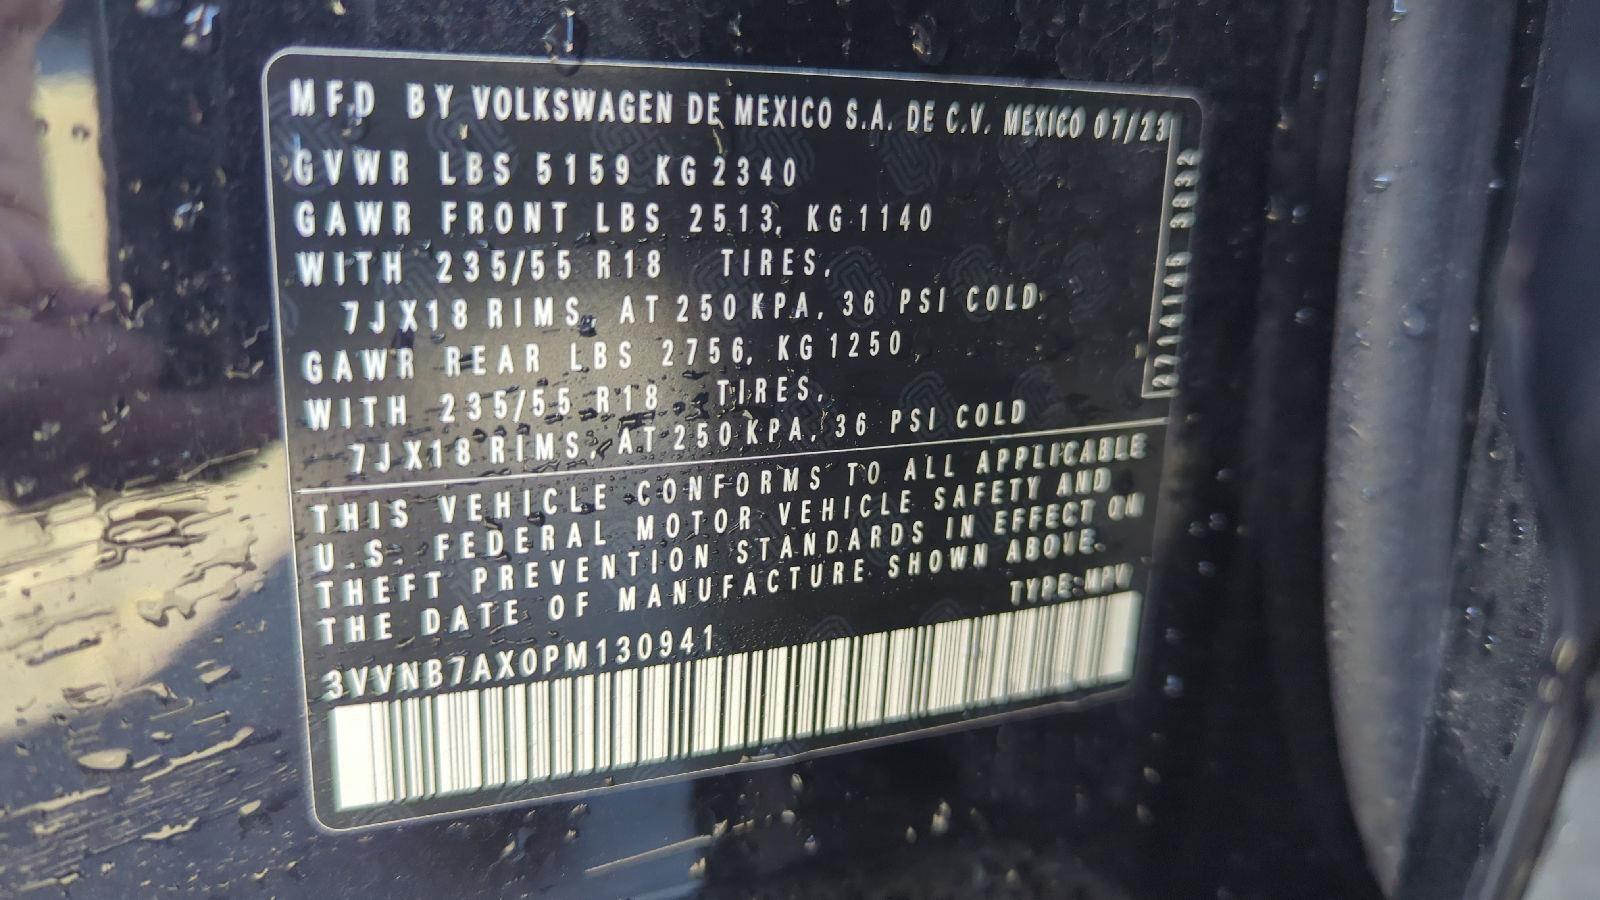 MFD BY VOLKSWAGEN DE MEXICO S.A. DE C.V. MEXICO 07/23
GVWR LBS 5159 KG 2340
GAWR FRONT LBS 2513, KG 1140
WITH 235/55 R18 TIRES,
7JX18 RIMS, AT 250 KPA, 36 PSI COLD
GAWR REAR LBS 2756, KG 1250
WITH 235/55 R18 TIRES,
7JX18 RIMS, AT 250 KPA, 36 PSI COLD
THIS VEHICLE CONFORMS TO ALL APPLICABLE
U.S. FEDERAL MOTOR VEHICLE SAFETY AND
THEFT PREVENTION STANDARDS IN EFFECT ON
THE DATE OF MANUFACTURE SHOWN ABOVE.
TYPE:MPV
3VVNB7AX0PM130941